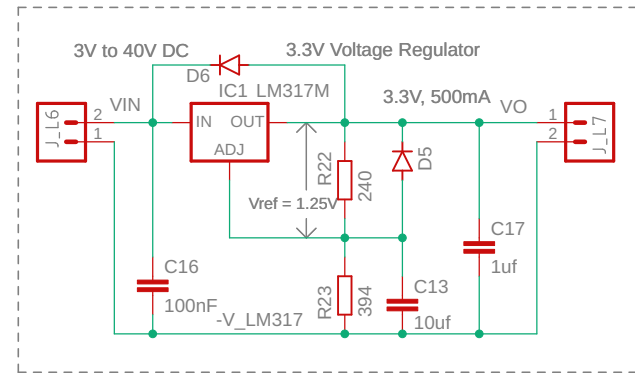 3V to 40V DC
3.3V Voltage Regulator
D6
IC1 LM317M
3.3V, 500mA
J_L6
2
1
VIN
IN
OUT
ADJ
VO
1
2
J_L7
R22
240
D5
Vref = 1.25V
C16
100nF
R23
394
C13
10uf
C17
1uf
-V_LM317